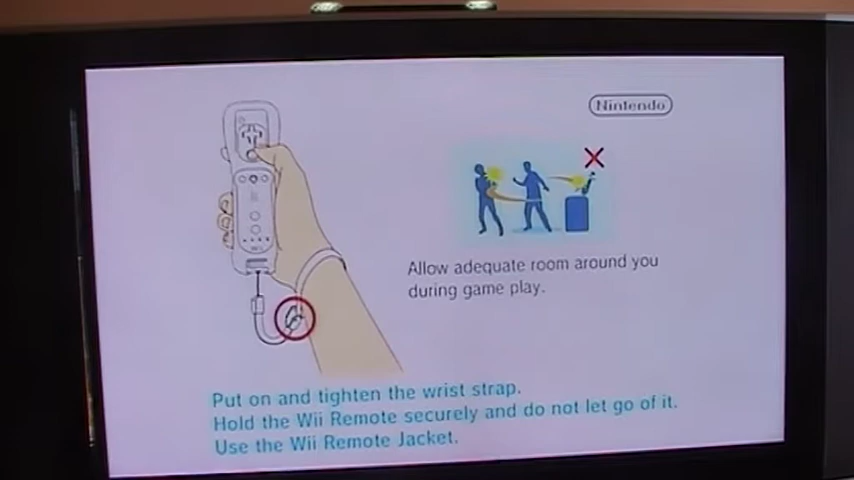 Nintendo
Allow adequate room around you
during game play.
Put on and tighten the wrist strap.
Hold the Wii Remote securely and do not let go of it.
Use the Wii Remote Jacket.